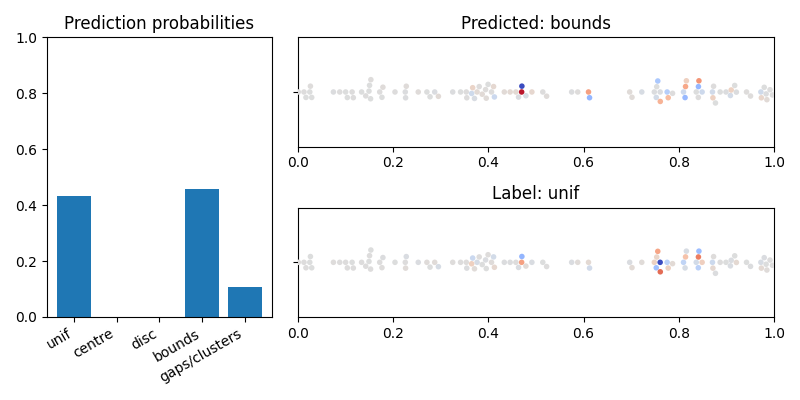 Prediction probabilities
1.0
0.8
0.6
0.4
0.2
0.0
unif
centre
disc
bounds
gaps/clusters
Predicted: bounds
0.0 0.2 0.4 0.6 0.8 1.0
Label: unif
0.0 0.2 0.4 0.6 0.8 1.0